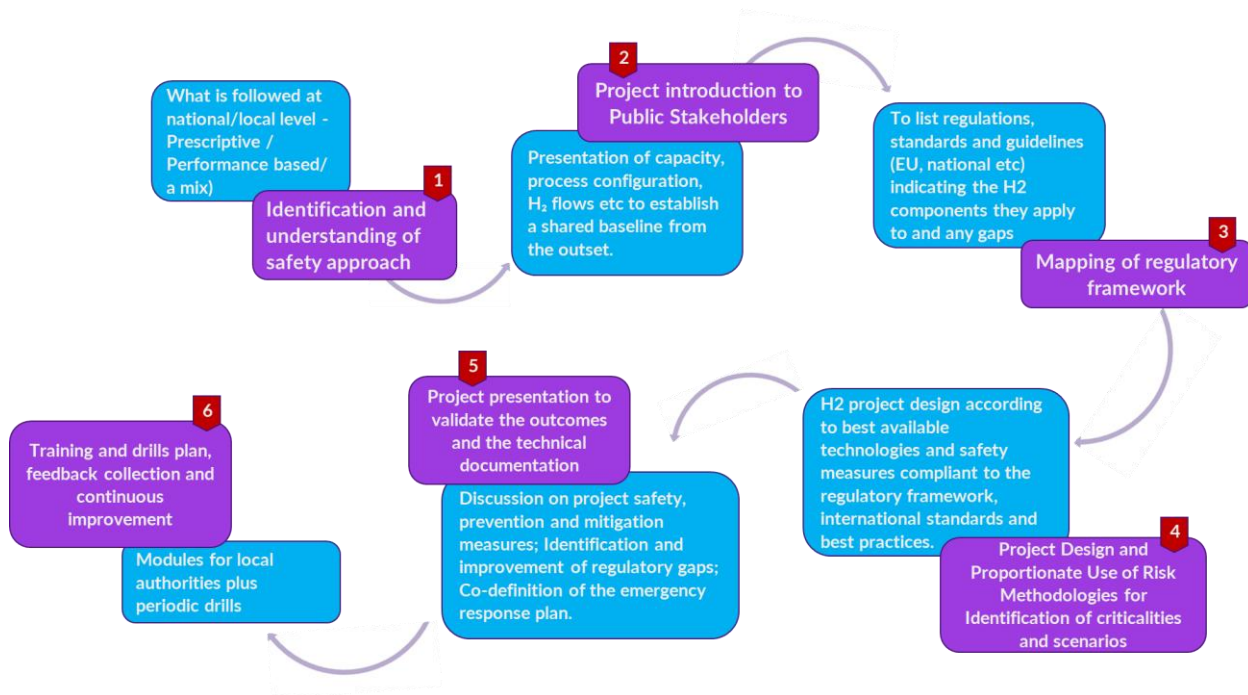 What is followed at
national/local level -
Prescriptive /
Performance based/
a mix)
1
Identification and
understanding of
safety approach
2
Project introduction to
Public Stakeholders
Presentation of capacity,
process configuration,
H₂ flows etc to establish
a shared baseline from
the outset.
To list regulations,
standards and guidelines
(EU, national etc)
indicating the H2
components they apply
to and any gaps
3
Mapping of regulatory
framework
H2 project design according
to best available
technologies and safety
measures compliant to the
regulatory framework,
international standards and
best practices.
4
Project Design and
Proportionate Use of Risk
Methodologies for
Identification of criticalities
and scenarios
5
Project presentation to
validate the outcomes
and the technical
documentation
Discussion on project safety,
prevention and mitigation
measures; Identification and
improvement of regulatory gaps;
Co-definition of the emergency
response plan.
6
Training and drills plan,
feedback collection and
continuous
improvement
Modules for local
authorities plus
periodic drills